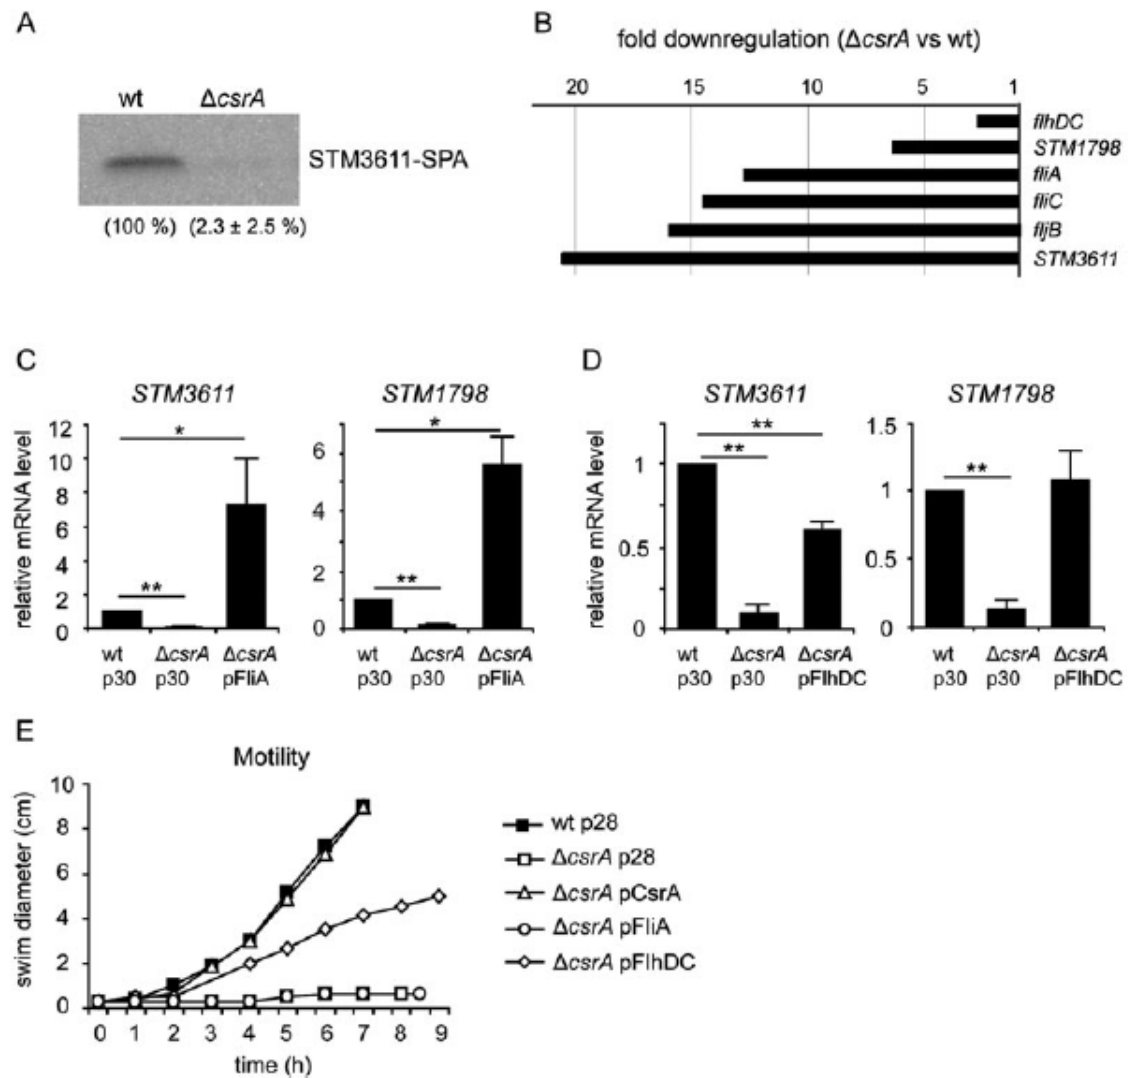 A
wt ΔcsrA
STM3611-SPA
(100 %) (2.3 ± 2.5 %)
B
fold downregulation (ΔcsrA vs wt)
20 15 10 5 1
flhDC
STM1798
fliA
fliC
fljB
STM3611
C
STM3611
relative mRNA level
12
10
8
6
4
2
0
*
**
wt p30
ΔcsrA p30
ΔcsrA pFliA
STM1798
6
4
2
0
*
**
wt p30
ΔcsrA p30
ΔcsrA pFliA
D
STM3611
relative mRNA level
1
0.5
0
**
**
wt p30
ΔcsrA p30
ΔcsrA pFlhDC
STM1798
1.5
1
0.5
0
**
wt p30
ΔcsrA p30
ΔcsrA pFlhDC
E
Motility
swim diameter (cm)
10
8
6
4
2
0
0 1 2 3 4 5 6 7 8 9
time (h)
wt p28
ΔcsrA p28
ΔcsrA pCsrA
ΔcsrA pFliA
ΔcsrA pFlhDC